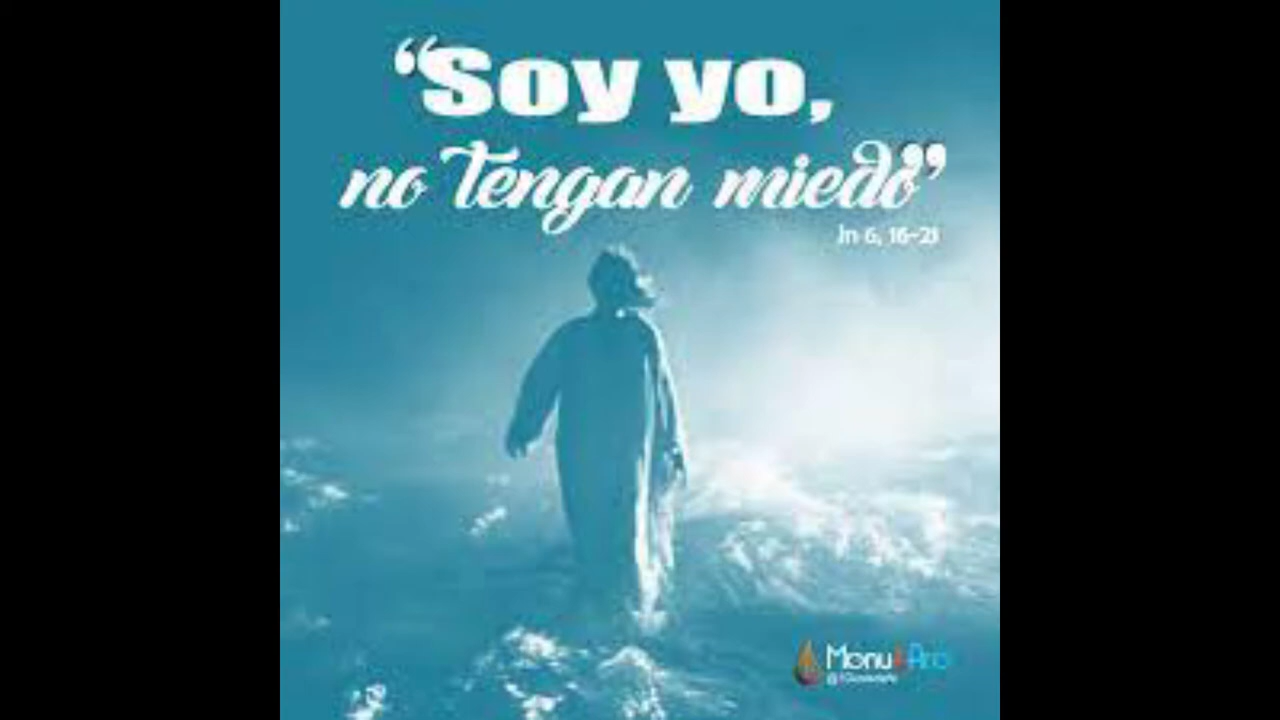 “Soy yo,
no tengan miedo”
Jn 6, 16-21